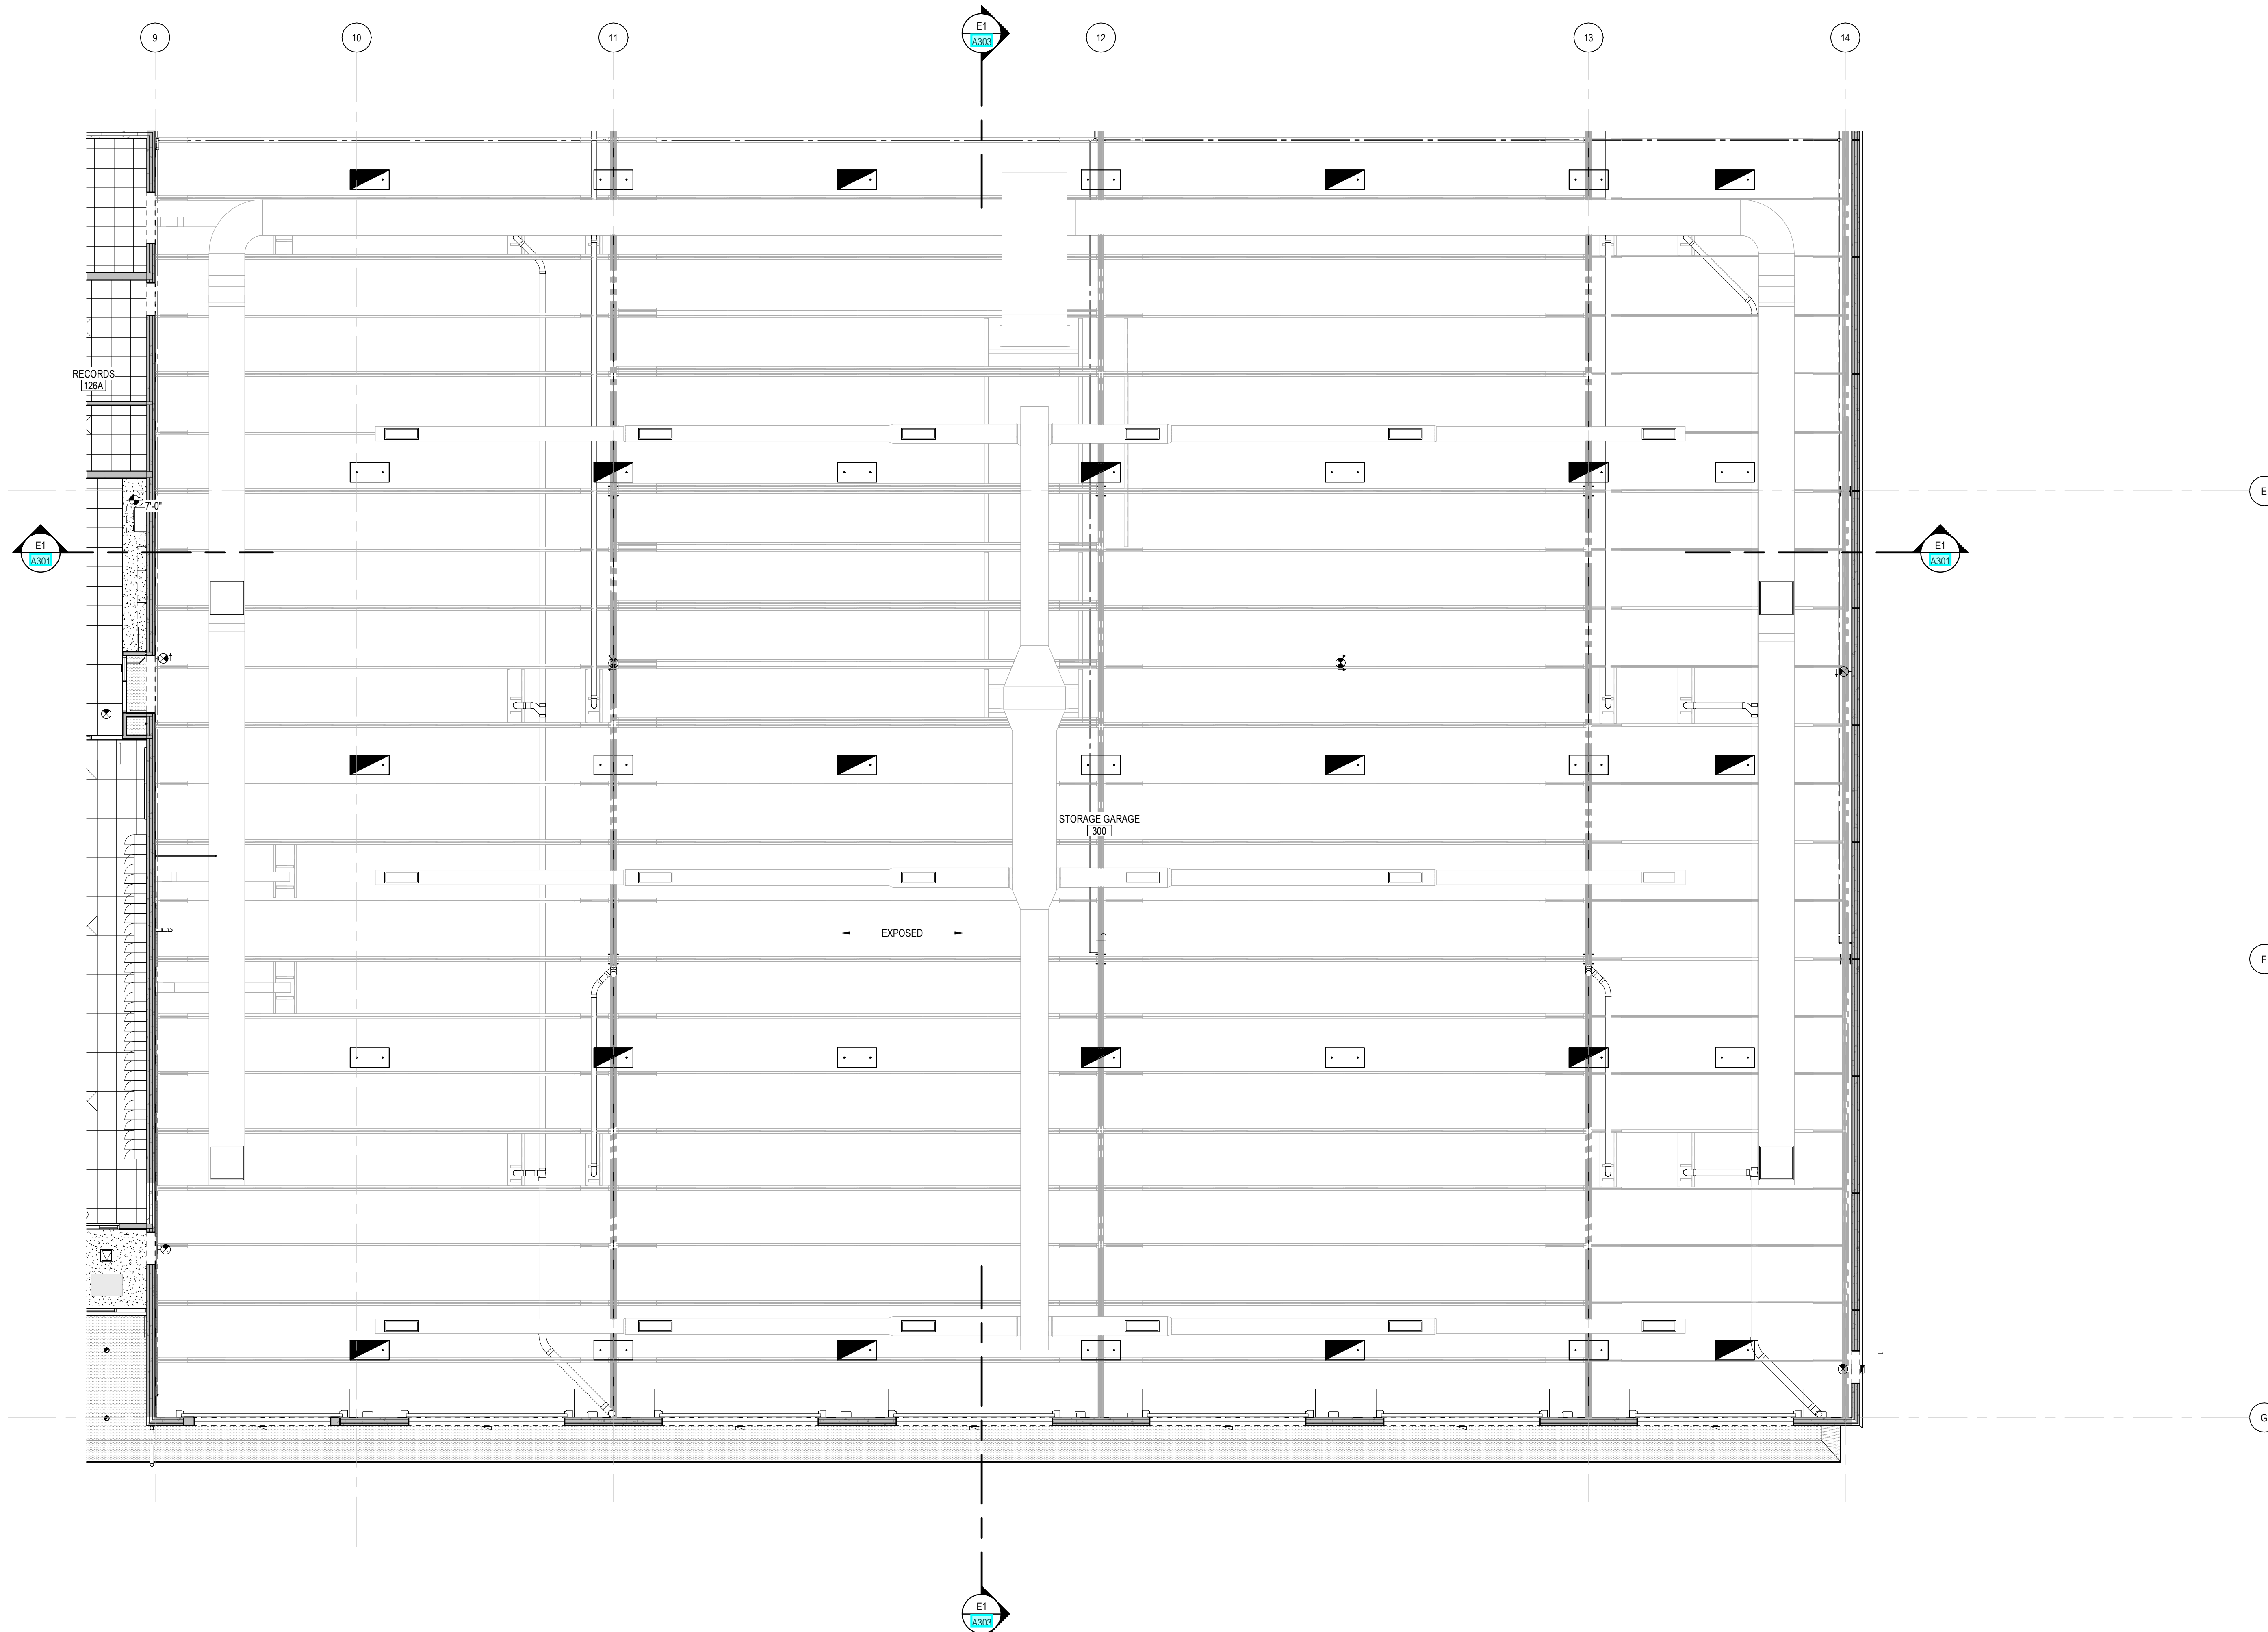 9
10
11
E1
A303
12
13
14
RECORDS
126A
E
7'-0"
E1
A301
E1
A301
STORAGE GARAGE
300
EXPOSED
F
G
E1
A303